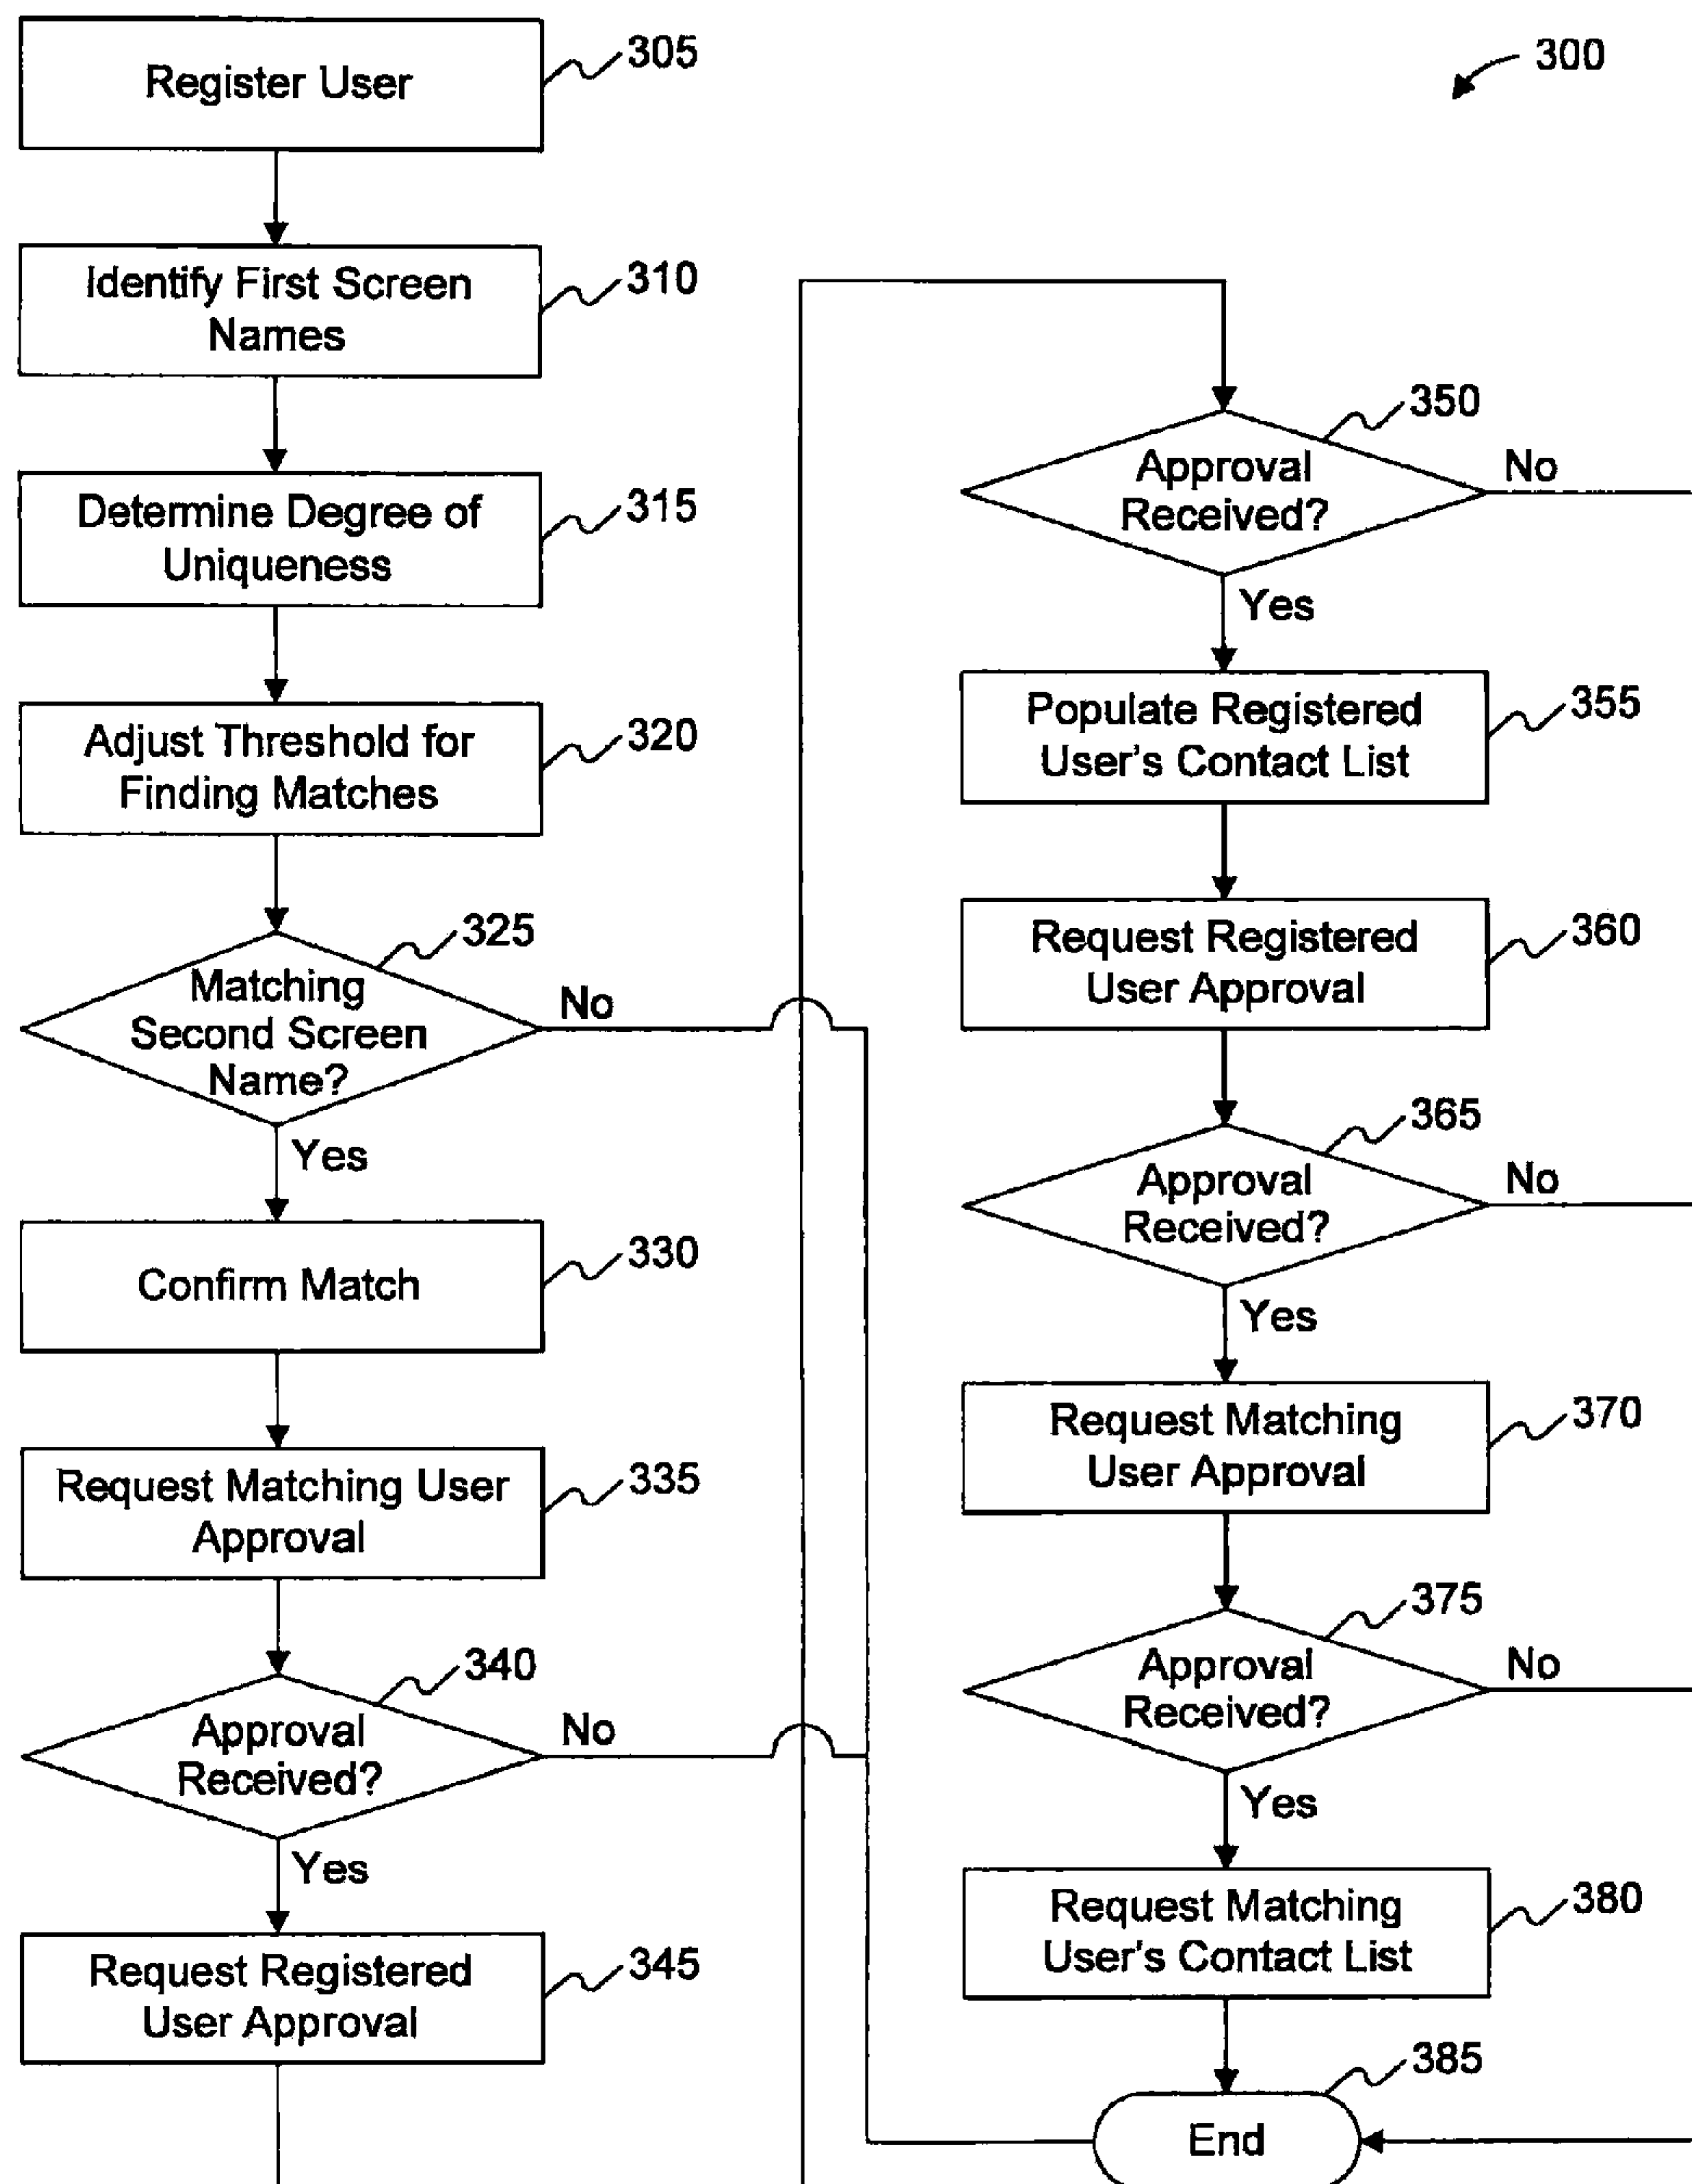 300
Register User
305
Identify First Screen
Names
310
Determine Degree of
Uniqueness
315
Adjust Threshold for
Finding Matches
320
Matching
Second Screen
Name?
325
No
Yes
Confirm Match
330
Request Matching User
Approval
335
Approval
Received?
340
No
Yes
Request Registered
User Approval
345
Approval
Received?
350
No
Yes
Populate Registered
User's Contact List
355
Request Registered
User Approval
360
Approval
Received?
365
No
Yes
Request Matching
User Approval
370
Approval
Received?
375
No
Yes
Request Matching
User's Contact List
380
End
385